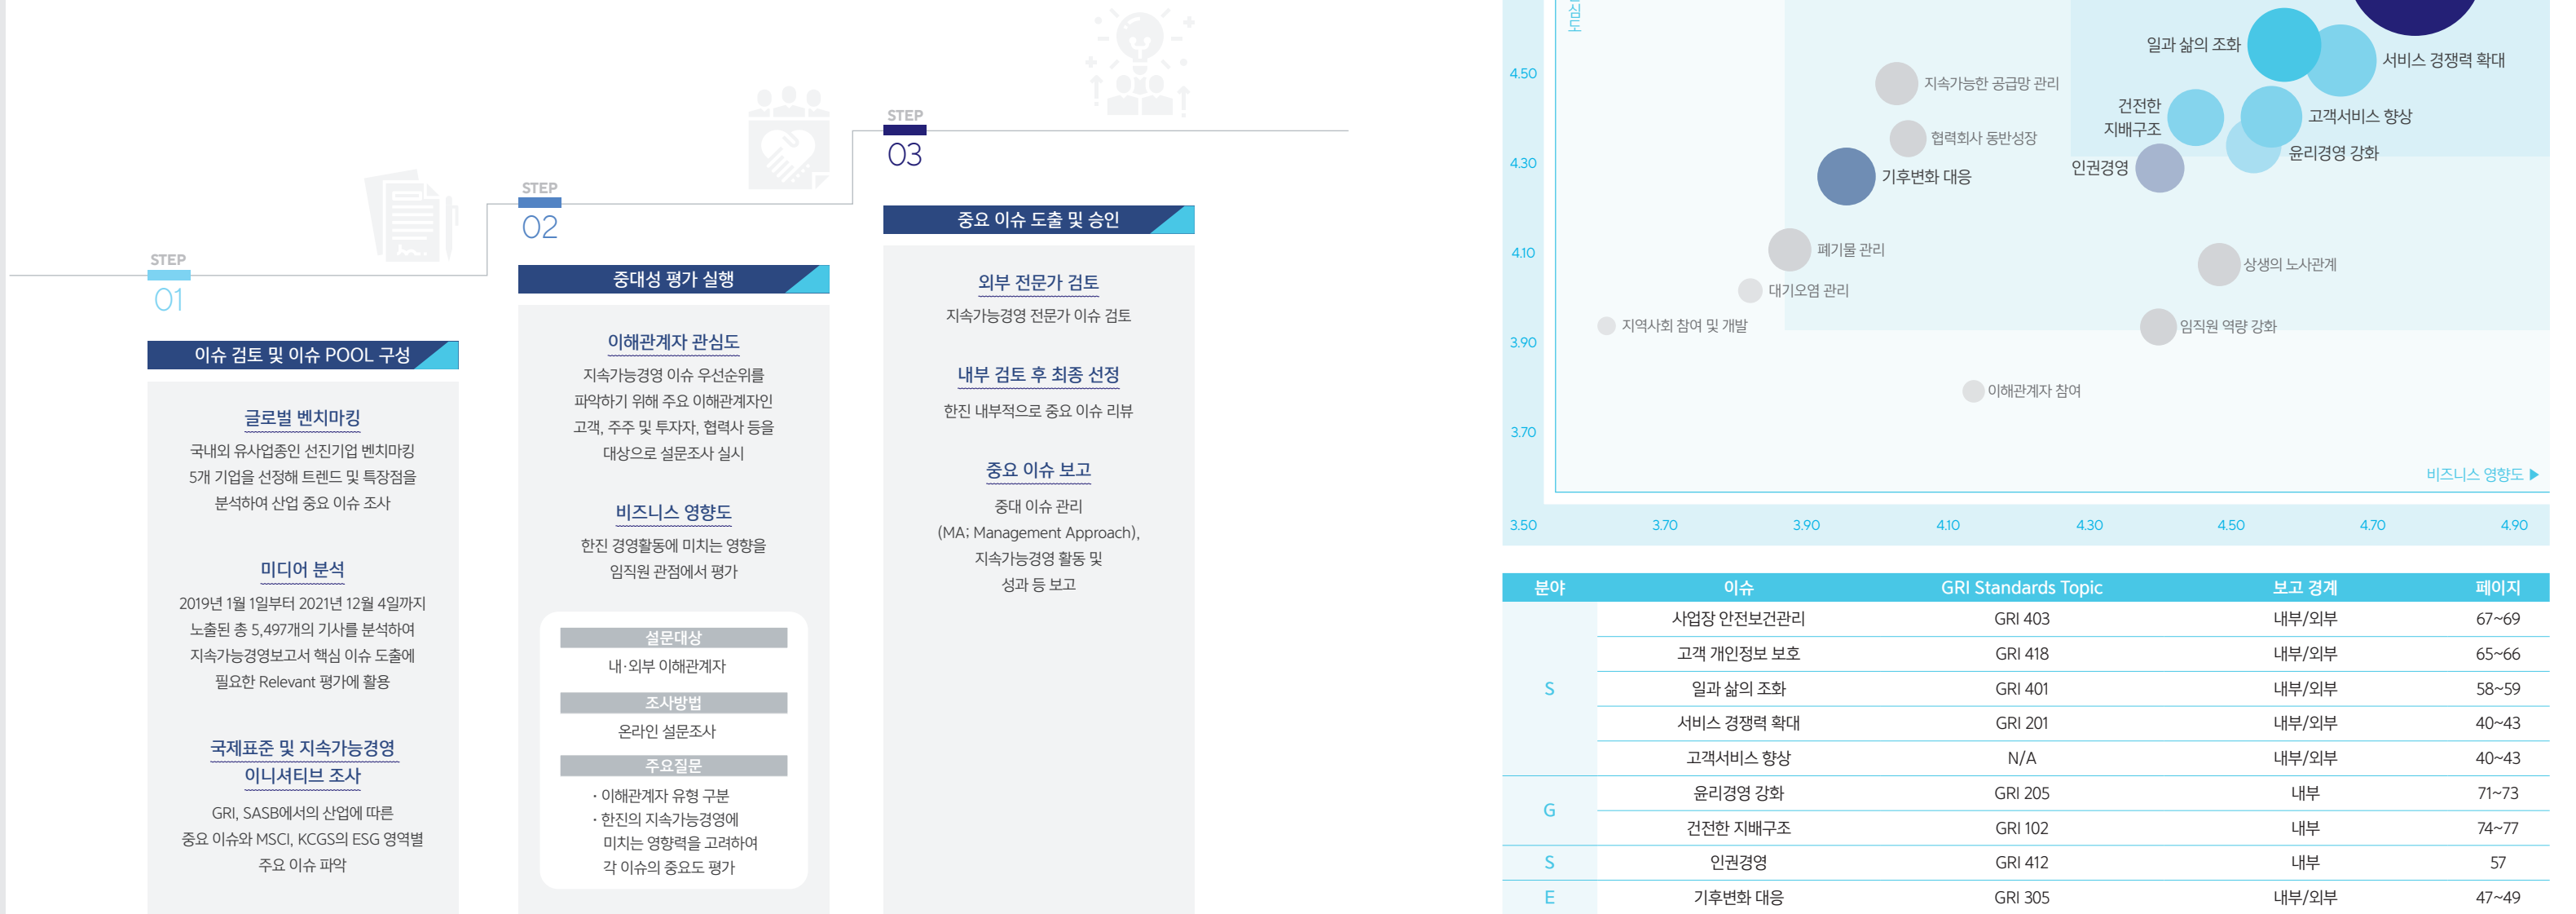 STEP
01
이슈 검토 및 이슈 POOL 구성
글로벌 벤치마킹
국내외 유사업종인 선진기업 벤치마킹
5개 기업을 선정해 트렌드 및 특장점을
분석하여 산업 중요 이슈 조사
미디어 분석
2019년 1월 1일부터 2021년 12월 4일까지
노출된 총 5,497개의 기사를 분석하여
지속가능경영보고서 핵심 이슈 도출에
필요한 Relevant 평가에 활용
국제표준 및 지속가능경영
이니셔티브 조사
GRI, SASB에서의 산업에 따른
중요 이슈와 MSCI, KCGS의 ESG 영역별
주요 이슈 파악
STEP
02
중대성 평가 실행
이해관계자 관심도
지속가능경영 이슈 우선순위를
파악하기 위해 주요 이해관계자인
고객, 주주 및 투자자, 협력사 등을
대상으로 설문조사 실시
비즈니스 영향도
한진 경영활동에 미치는 영향을
임직원 관점에서 평가
설문대상
내·외부 이해관계자
조사방법
온라인 설문조사
주요질문
· 이해관계자 유형 구분
· 한진의 지속가능경영에
미치는 영향력을 고려하여
각 이슈의 중요도 평가
STEP
03
중요 이슈 도출 및 승인
외부 전문가 검토
지속가능경영 전문가 이슈 검토
내부 검토 후 최종 선정
한진 내부적으로 중요 이슈 리뷰
중요 이슈 보고
중대 이슈 관리
(MA; Management Approach),
지속가능경영 활동 및
성과 등 보고
심도
4.50
4.30
4.10
3.90
3.70
일과 삶의 조화
서비스 경쟁력 확대
지속가능한 공급망 관리
건전한
지배구조
고객서비스 향상
협력회사 동반성장
윤리경영 강화
인권경영
기후변화 대응
폐기물 관리
상생의 노사관계
대기오염 관리
지역사회 참여 및 개발
임직원 역량 강화
이해관계자 참여
비즈니스 영향도 ▶
3.50 3.70 3.90 4.10 4.30 4.50 4.70 4.90
분야 이슈 GRI Standards Topic 보고 경계 페이지
사업장 안전보건관리 GRI 403 내부/외부 67~69
고객 개인정보 보호 GRI 418 내부/외부 65~66
S 일과 삶의 조화 GRI 401 내부/외부 58~59
서비스 경쟁력 확대 GRI 201 내부/외부 40~43
고객서비스 향상 N/A 내부/외부 40~43
G 윤리경영 강화 GRI 205 내부 71~73
건전한 지배구조 GRI 102 내부 74~77
S 인권경영 GRI 412 내부 57
E 기후변화 대응 GRI 305 내부/외부 47~49